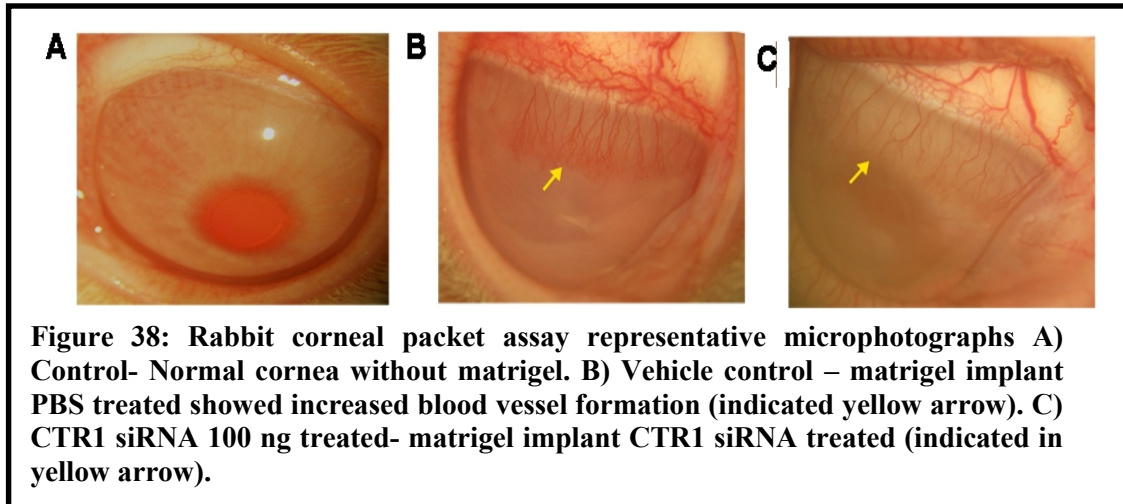 A
B
C
Figure 38: Rabbit corneal packet assay representative microphotographs A)
Control- Normal cornea without matrigel. B) Vehicle control – matrigel implant
PBS treated showed increased blood vessel formation (indicated yellow arrow). C)
CTR1 siRNA 100 ng treated- matrigel implant CTR1 siRNA treated (indicated in
yellow arrow).